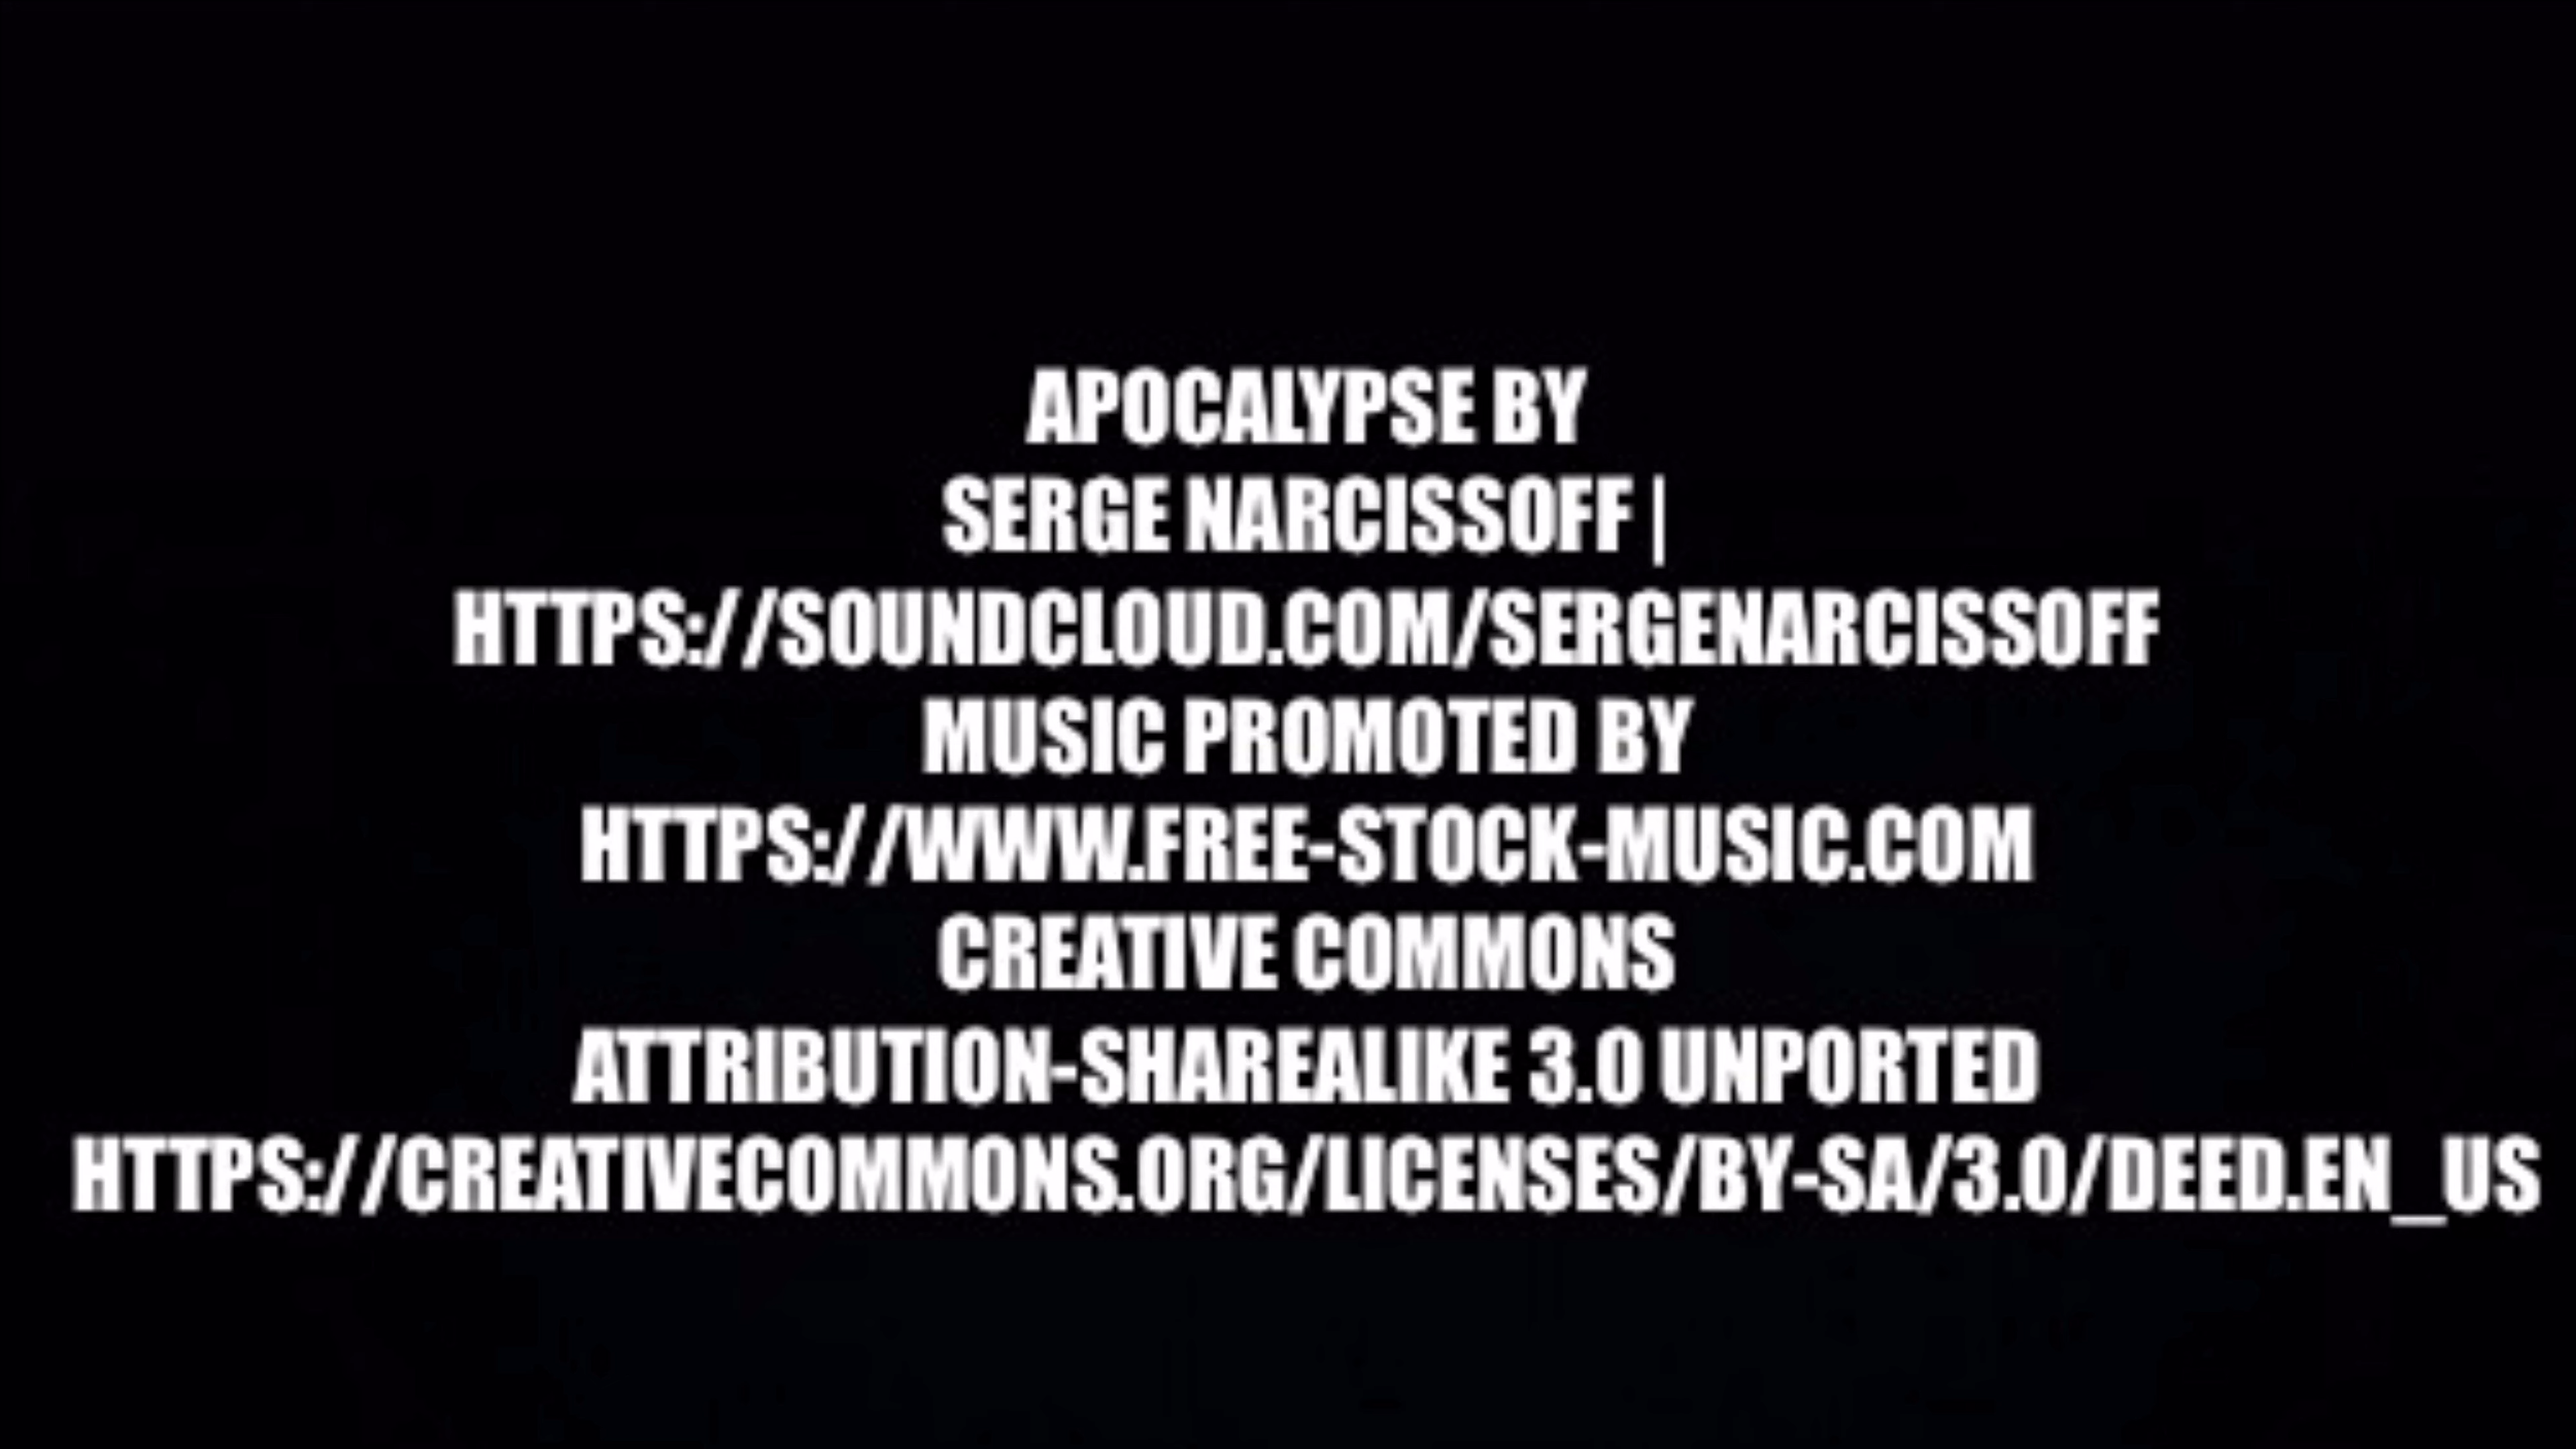 APOCALYPSE BY
SERGE NARCISSOFF |
HTTPS://SOUNDCLOUD.COM/SERGENARCISSOFF
MUSIC PROMOTED BY
HTTPS://WWW.FREE-STOCK-MUSIC.COM
CREATIVE COMMONS
ATTRIBUTION-SHAREALIKE 3.0 UNPORTED
HTTPS://CREATIVECOMMONS.ORG/LICENSES/BY-SA/3.0/DEED.EN_US